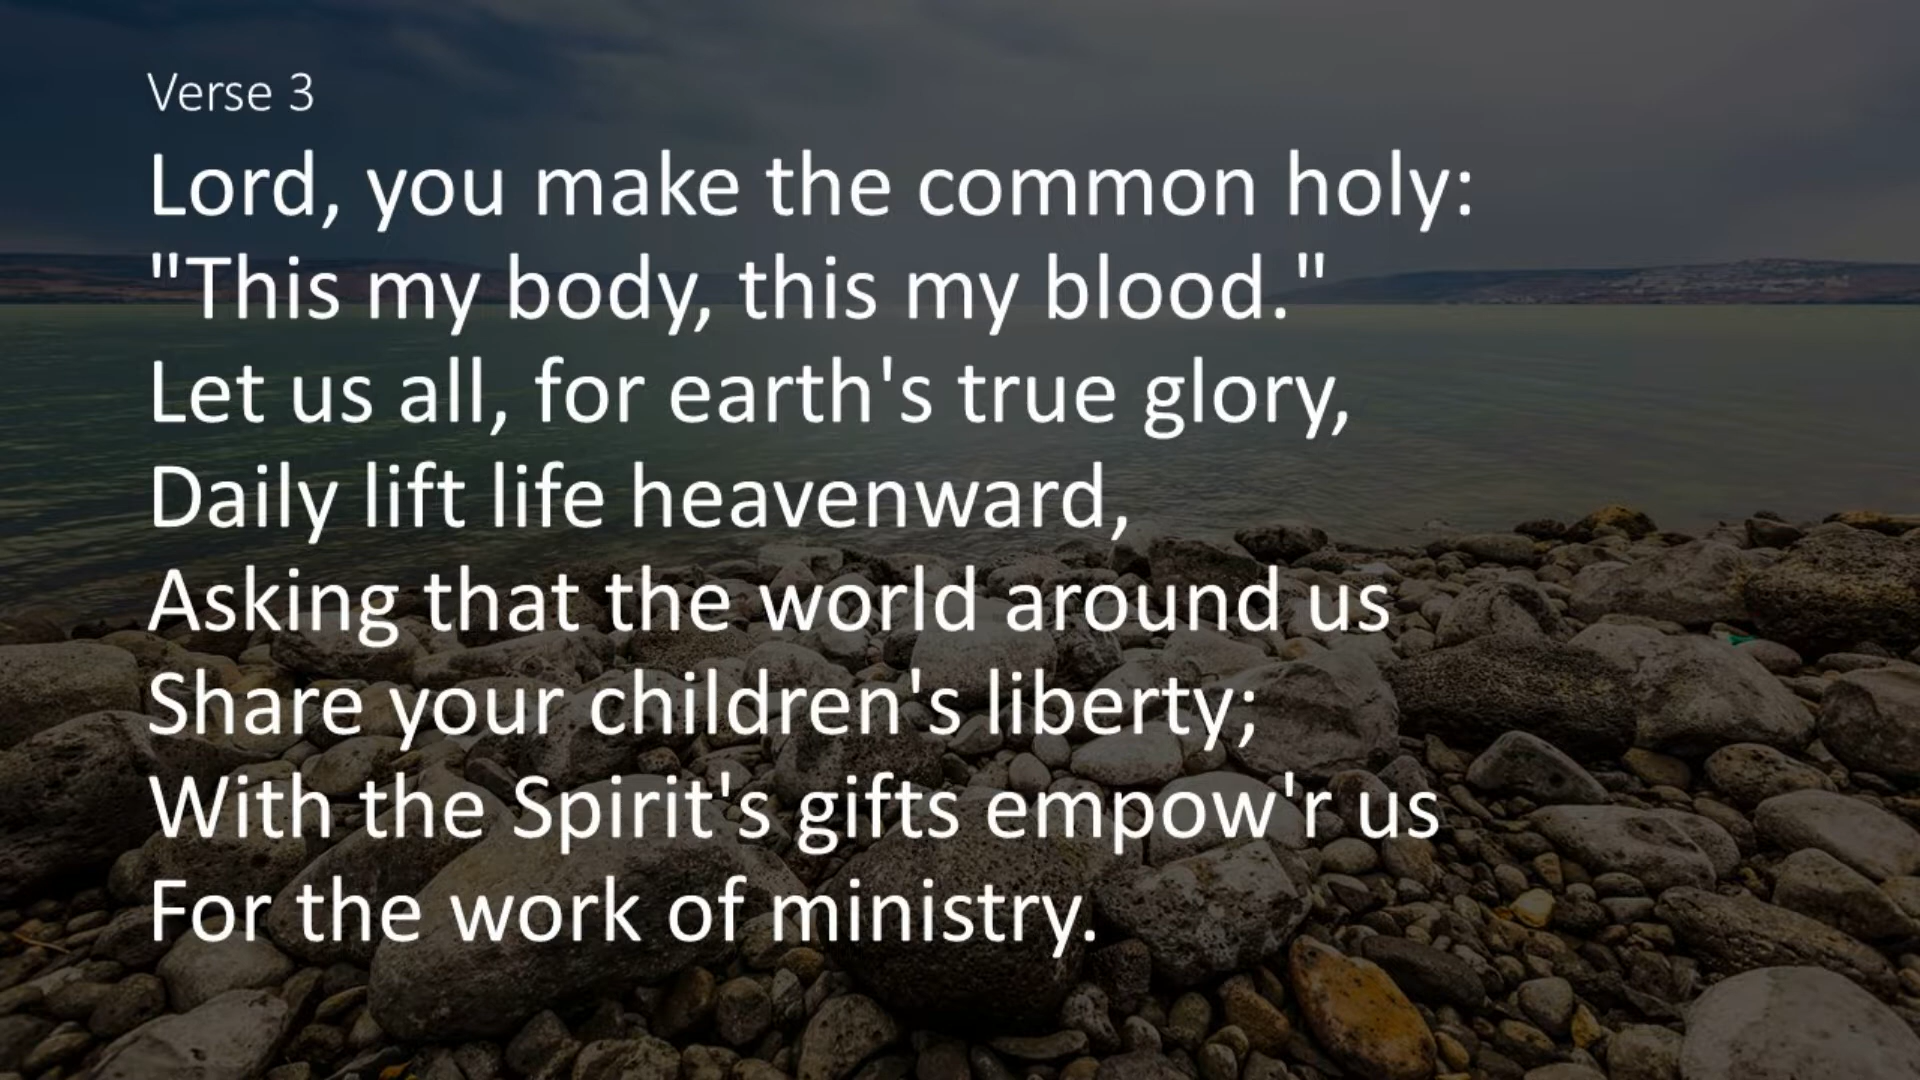 Verse 3
Lord, you make the common holy:
"This my body, this my blood."
Let us all, for earth's true glory,
Daily lift life heavenward,
Asking that the world around us
Share your children's liberty;
With the Spirit's gifts empow'r us
For the work of ministry.